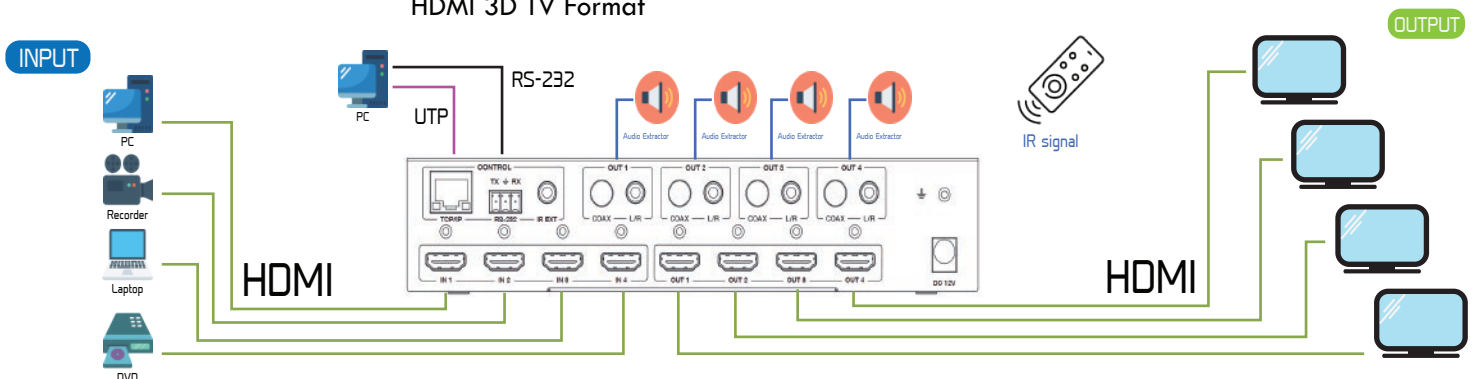 HDMI 3D TV Format
INPUT
OUTPUT
PC
Recorder
Laptop
DVD
HDMI
PC
UTP
RS-232
Audio Extractor
Audio Extractor
Audio Extractor
Audio Extractor
IR signal
CONTROL
TX RX
TCP/IP
RS-232
IR EXT
OUT 1
COAX L/R
OUT 2
COAX L/R
OUT 3
COAX L/R
OUT 4
COAX L/R
IN 1
IN 2
IN 3
IN 4
OUT 1
OUT 2
OUT 3
OUT 4
DC 12V
HDMI